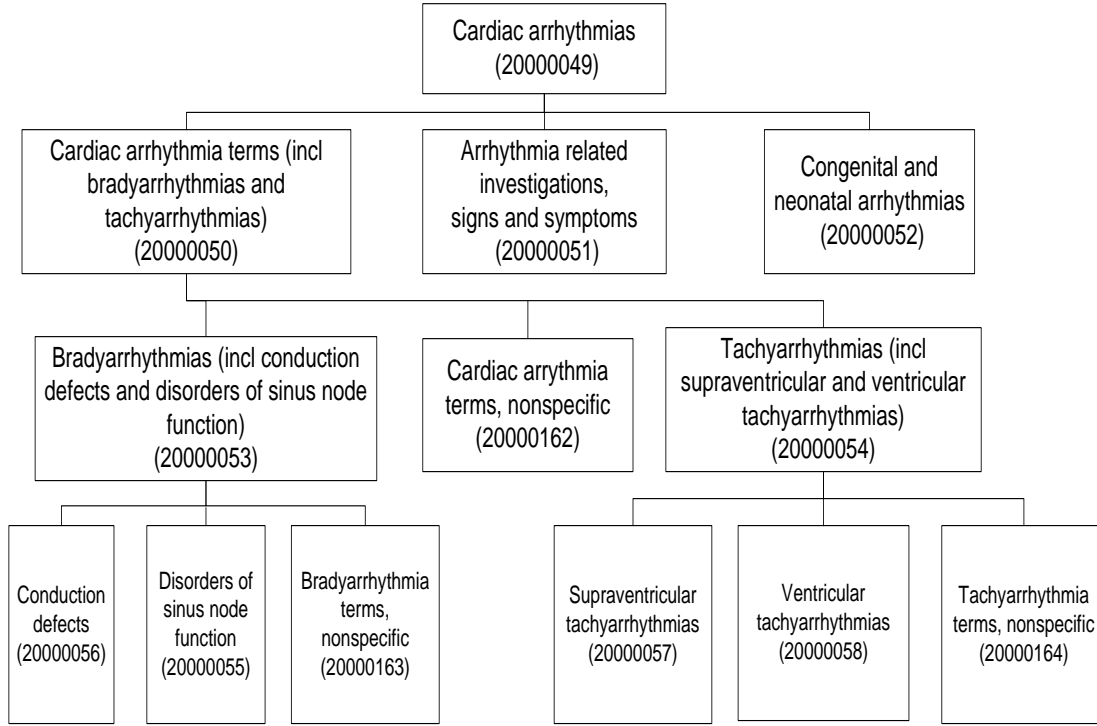 Cardiac arrhythmias
(20000049)
Cardiac arrhythmia terms (incl
bradyarrhythmias and
tachyarrhythmias)
(20000050)
Arrhythmia related
investigations,
signs and symptoms
(20000051)
Congenital and
neonatal arrhythmias
(20000052)
Bradyarrhythmias (incl conduction
defects and disorders of sinus node
function)
(20000053)
Cardiac arrythmia
terms, nonspecific
(20000162)
Tachyarrhythmias (incl
supraventricular and ventricular
tachyarrhythmias)
(20000054)
Conduction
defects
(20000056)
Disorders of
sinus node
function
(20000055)
Bradyarrhythmia
terms,
nonspecific
(20000163)
Supraventricular
tachyarrhythmias
(20000057)
Ventricular
tachyarrhythmias
(20000058)
Tachyarrhythmia
terms, nonspecific
(20000164)